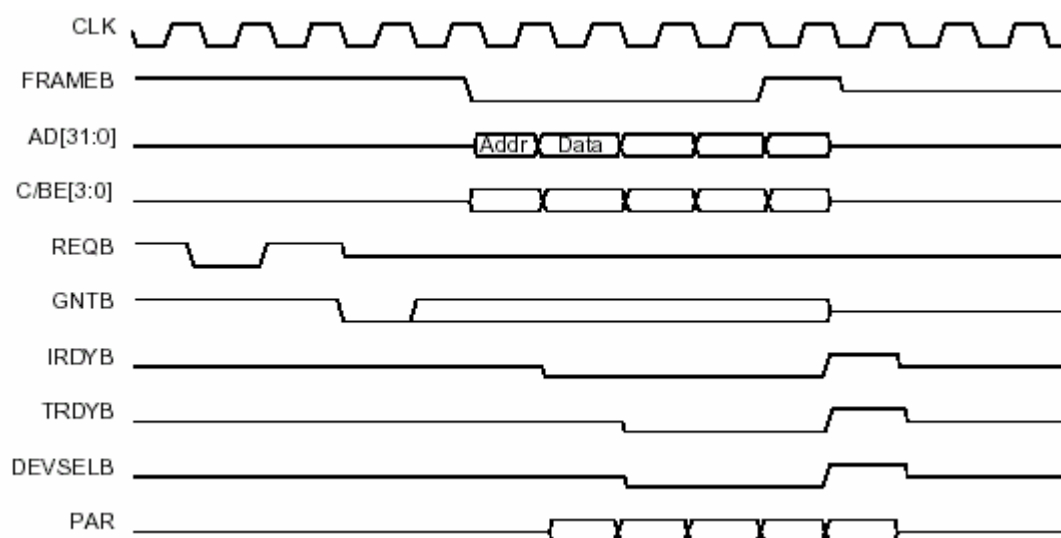 CLK
FRAMEB
AD[31:0]
Addr Data
C/BE[3:0]
REQB
GNTB
IRDYB
TRDYB
DEVSELB
PAR